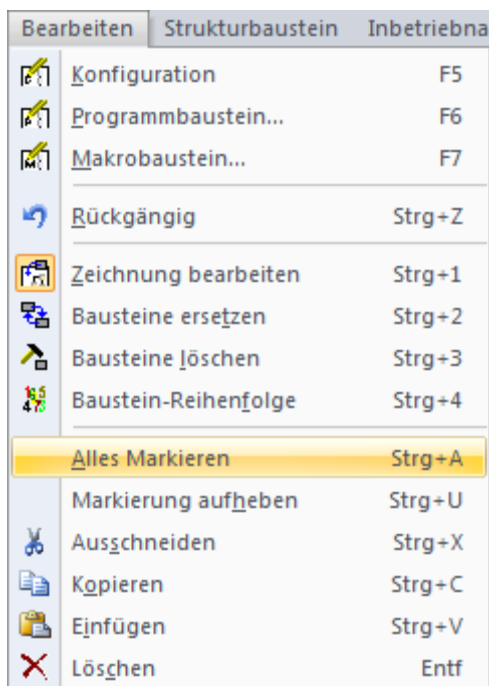 Bearbeiten Strukturbaustein Inbetriebna
Konfiguration F5
Programmbaustein... F6
Makrobaustein... F7
Rückgängig Strg+Z
Zeichnung bearbeiten Strg+1
Bausteine ersetzen Strg+2
Bausteine löschen Strg+3
Baustein-Reihenfolge Strg+4
Alles Markieren Strg+A
Markierung aufheben Strg+U
Ausschneiden Strg+X
Kopieren Strg+C
Einfügen Strg+V
Löschen Entf